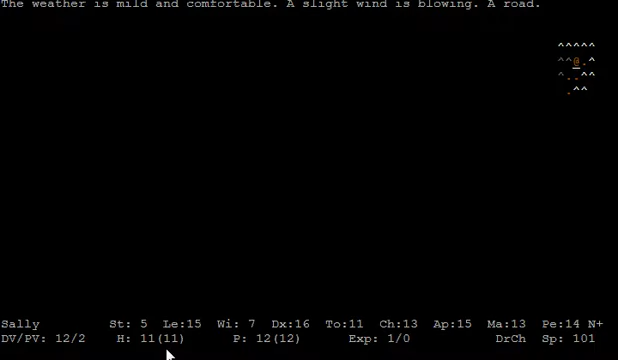 The weather is mild and comfortable. A slight wind is blowing. A road.
^^^^^
^^@.^
^..^^
.^^
Sally St: 5 Le:15 Wi: 7 Dx:16 To:11 Ch:13 Ap:15 Ma:13 Pe:14 N+
DV/PV: 12/2 H: 11(11) P: 12(12) Exp: 1/0 DrCh Sp: 101